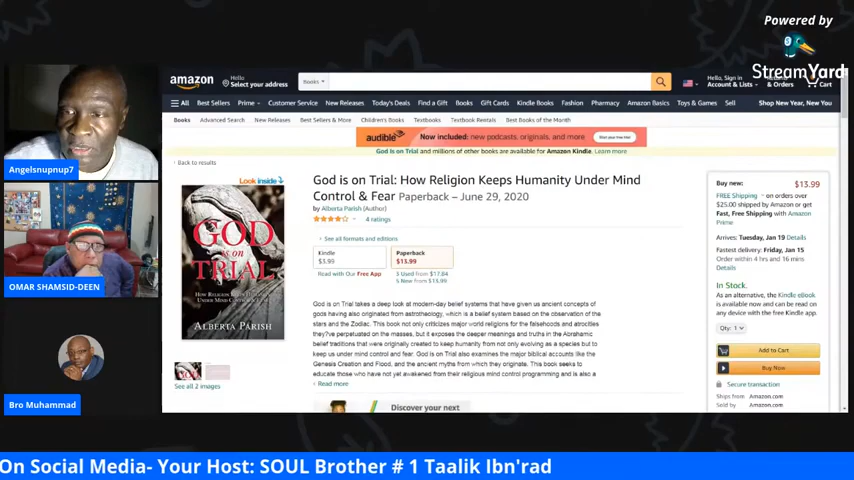 Powered by
StreamYard
Angelsnupnup7
OMAR SHAMSID-DEEN
Bro Muhammad
amazon
Hello
Select your address
Books
Hello, Sign in
Account & Lists
& Orders
Cart
All Best Sellers Prime Customer Service New Releases Today's Deals Find a Gift Books Gift Cards Kindle Books Fashion Pharmacy Amazon Basics Toys & Games Sell
Shop New Year, New You
Books Advanced Search New Releases Best Sellers & More Children's Books Textbooks Textbook Rentals Best Books of the Month
audible Now included: new podcasts, originals, and more
God is on Trial and millions of other books are available for Amazon Kindle. Learn more
Back to results
Look inside
GOD
is on
TRIAL
HOW RELIGION KEEPS HUMANITY
UNDER MIND CONTROL & FEAR
ALBERTA PARISH
See all 2 images
God is on Trial: How Religion Keeps Humanity Under Mind
Control & Fear Paperback – June 29, 2020
by Alberta Parish (Author)
4 ratings
See all formats and editions
Kindle
$3.99
Paperback
$13.99
Read with Our Free App
3 Used from $17.84
5 New from $13.99
God is on Trial takes a deep look at modern-day belief systems that have given us ancient concepts of
gods having also originated from astrotheology, which is a belief system based on the observation of the
stars and the Zodiac. This book not only criticizes major world religions for the falsehoods and atrocities
they?ve perpetuated on the masses, but it exposes the deeper meanings and truths in the Abrahamic
belief traditions that were originally created to keep humanity from not only evolving as a species but to
keep us under mind control and fear. God is On Trial also examines the major biblical accounts like the
Genesis Creation and Flood, and the ancient myths from which they originate. This book seeks to
educate those who have not yet awakened from their religious mind control programming and is also a
Read more
Discover your next
Buy new: $13.99
FREE Shipping on orders over
$25.00 shipped by Amazon or get
Fast, Free Shipping with Amazon
Prime
Arrives: Tuesday, Jan 19 Details
Fastest delivery: Friday, Jan 15
Order within 4 hrs and 16 mins
Details
In Stock.
As an alternative, the Kindle eBook
is available now and can be read on
any device with the free Kindle app.
Qty: 1
Add to Cart
Buy Now
Secure transaction
Ships from Amazon.com
Sold by Amazon.com
On Social Media- Your Host: SOUL Brother # 1 Taalik Ibn'rad